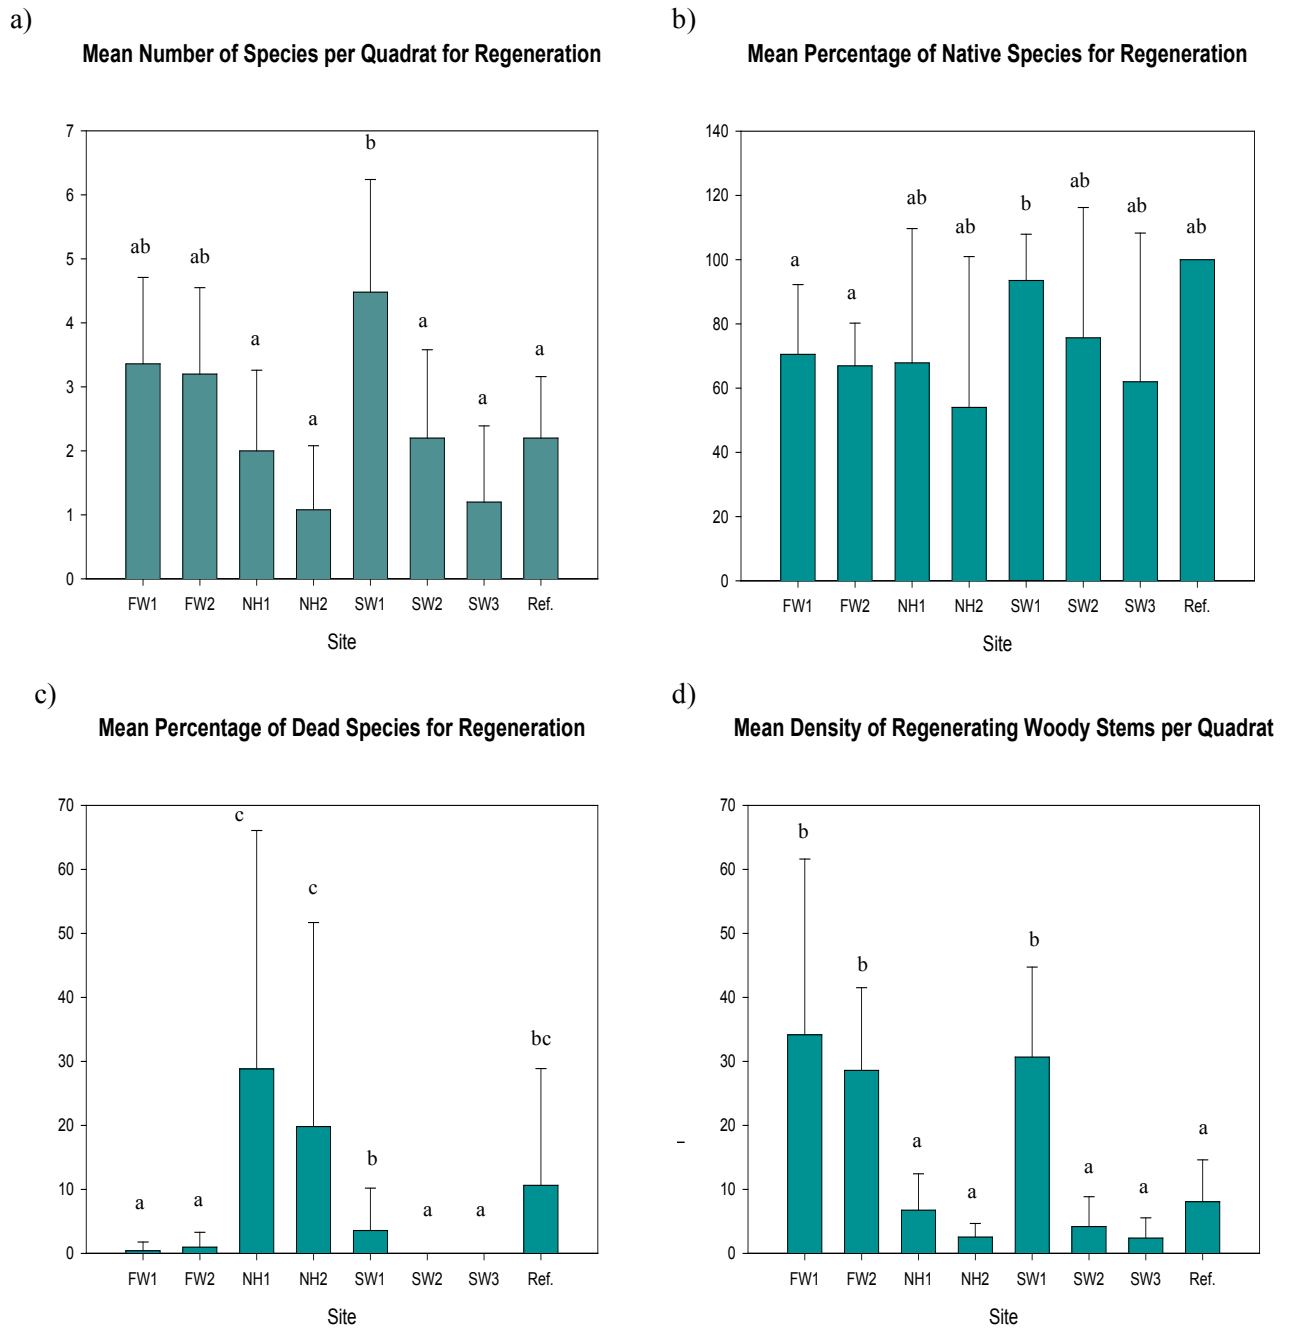 a)
Mean Number of Species per Quadrat for Regeneration
7
6
5
4
3
2
1
0
ab
ab
a
a
b
a
a
a
FW1 FW2 NH1 NH2 SW1 SW2 SW3 Ref.
Site
b)
Mean Percentage of Native Species for Regeneration
140
120
100
80
60
40
20
0
a
a
ab
ab
b
ab
ab
ab
FW1 FW2 NH1 NH2 SW1 SW2 SW3 Ref.
Site
c)
Mean Percentage of Dead Species for Regeneration
70
60
50
40
30
20
10
0
a
a
c
c
b
a
a
bc
FW1 FW2 NH1 NH2 SW1 SW2 SW3 Ref.
Site
d)
Mean Density of Regenerating Woody Stems per Quadrat
70
60
50
40
30
20
10
0
b
b
a
a
b
a
a
a
FW1 FW2 NH1 NH2 SW1 SW2 SW3 Ref.
Site